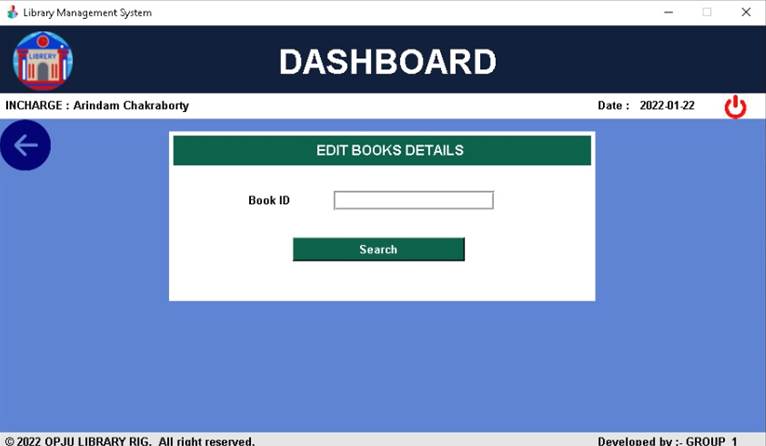 Library Management System
LIBRERY
DASHBOARD
INCHARGE : Arindam Chakraborty
Date : 2022-01-22
EDIT BOOKS DETAILS
Book ID
Search
© 2022 OPJU LIBRARY RIG. All right reserved.
Developed by :- GROUP 1